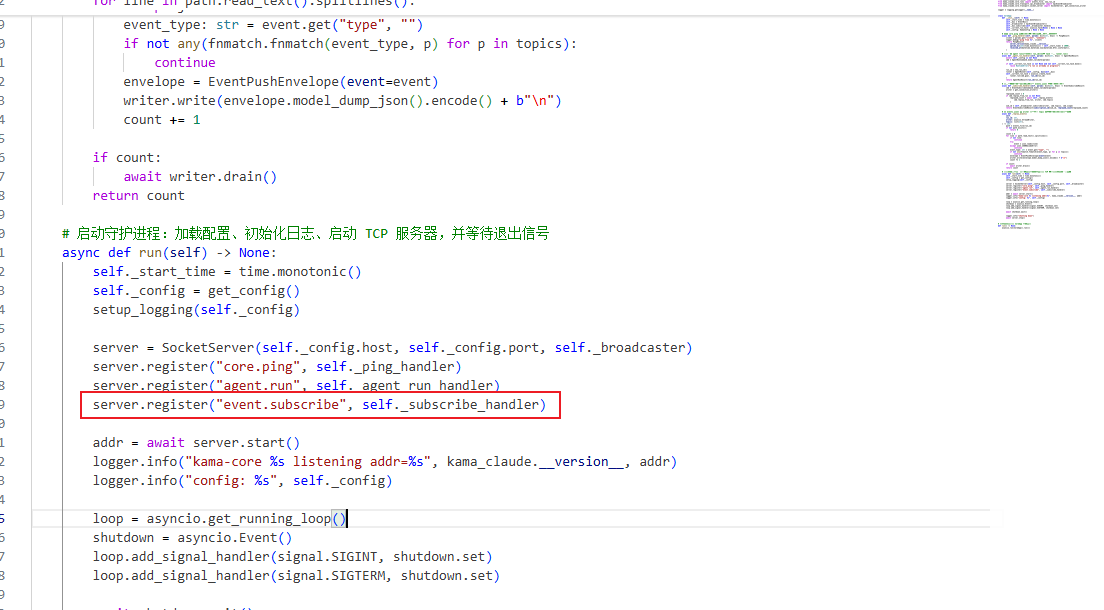 for line in path.read_text().splitlines():
event_type: str = event.get("type", "")
if not any(fnmatch.fnmatch(event_type, p) for p in topics):
continue
envelope = EventPushEnvelope(event=event)
writer.write(envelope.model_dump_json().encode() + b"\n")
count += 1
if count:
await writer.drain()
return count
# 启动守护进程：加载配置、初始化日志、启动 TCP 服务器，并等待退出信号
async def run(self) -> None:
self._start_time = time.monotonic()
self._config = get_config()
setup_logging(self._config)
server = SocketServer(self._config.host, self._config.port, self._broadcaster)
server.register("core.ping", self._ping_handler)
server.register("agent.run", self._agent_run_handler)
server.register("event.subscribe", self._subscribe_handler)
addr = await server.start()
logger.info("kama-core %s listening addr=%s", kama_claude.__version__, addr)
logger.info("config: %s", self._config)
loop = asyncio.get_running_loop()
shutdown = asyncio.Event()
loop.add_signal_handler(signal.SIGINT, shutdown.set)
loop.add_signal_handler(signal.SIGTERM, shutdown.set)